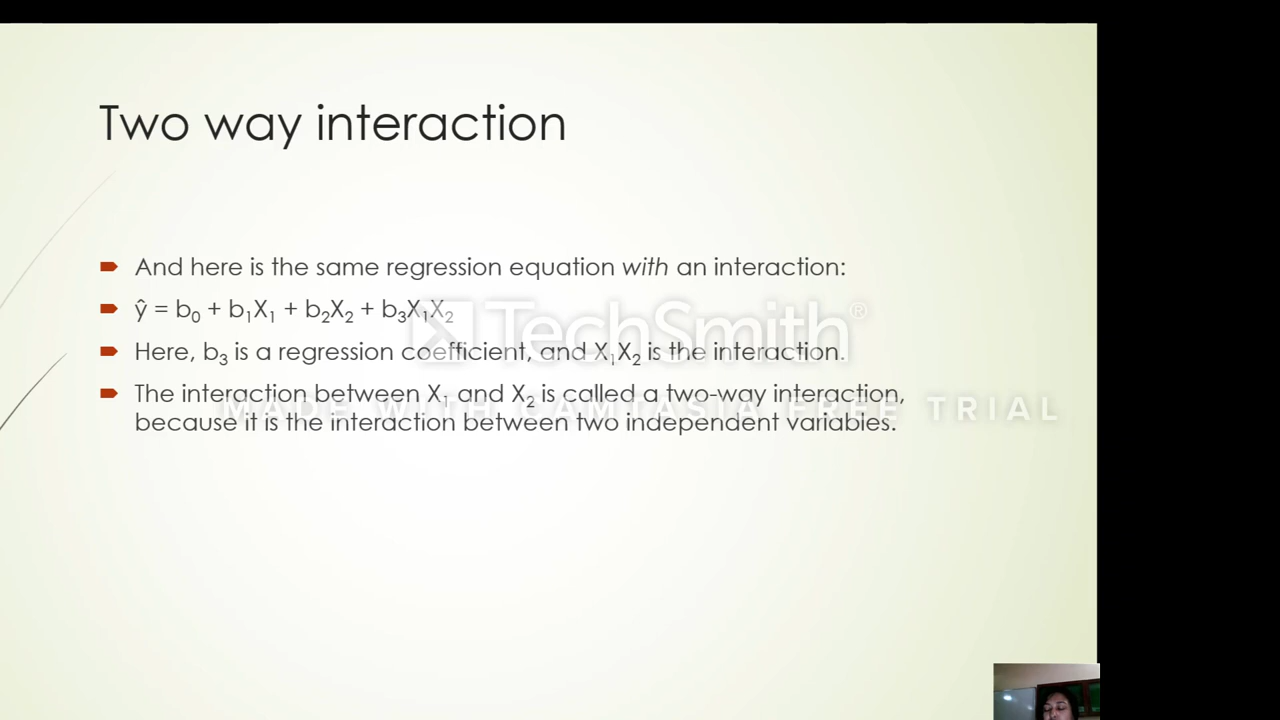 Two way interaction
And here is the same regression equation with an interaction:
ŷ = b₀ + b₁X₁ + b₂X₂ + b₃X₁X₂
Here, b₃ is a regression coefficient, and X₁X₂ is the interaction.
The interaction between X₁ and X₂ is called a two-way interaction,
because it is the interaction between two independent variables.
TechSmith®
MADE WITH CAMTASIA FREE TRIAL